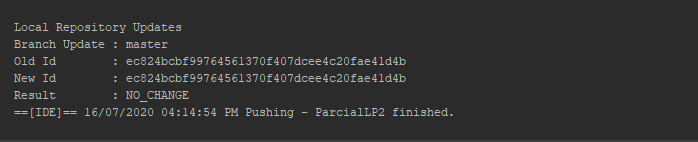 Local Repository Updates
Branch Update : master
Old Id : ec824bcbf99764561370f407dcee4c20fae41d4b
New Id : ec824bcbf99764561370f407dcee4c20fae41d4b
Result : NO_CHANGE
==[IDE]== 16/07/2020 04:14:54 PM Pushing - ParcialLP2 finished.